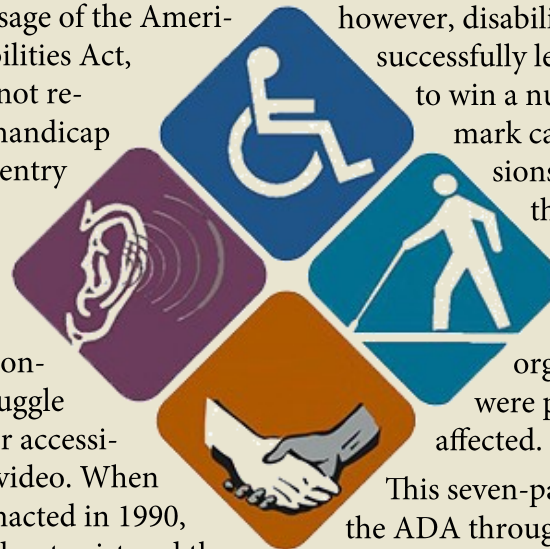 sage of the Ameri-
bilities Act,
not re-
handicap
entry
on-
uggle
r accessi-
video. When
nacted in 1990,
however, disabili
successfully le
to win a nu
mark ca
sions
th
org
were p
affected.
This seven-pa
the ADA throug